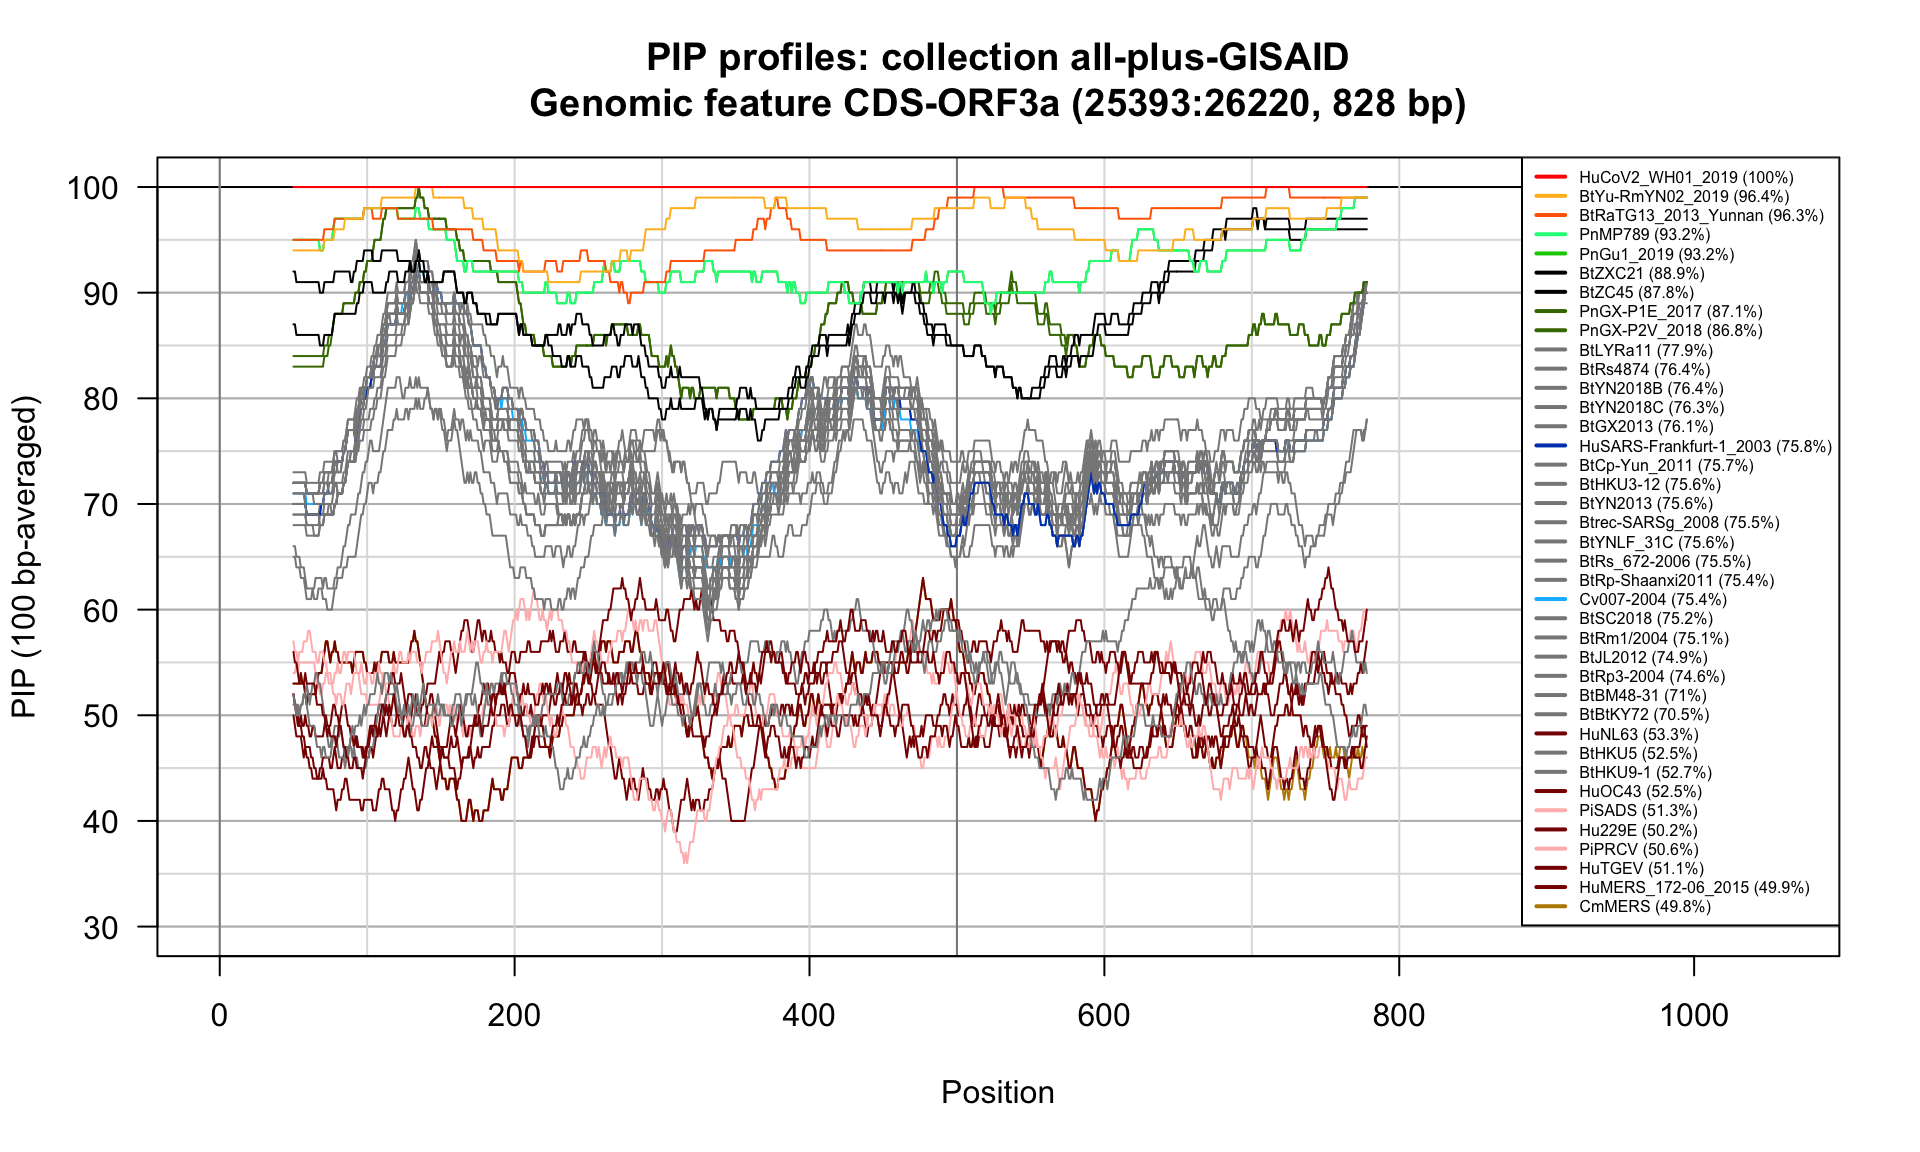 PIP profiles: collection all-plus-GISAID
Genomic feature CDS-ORF3a (25393:26220, 828 bp)
PIP (100 bp-averaged)
100
90
80
70
60
50
40
30
0
200
400
600
800
1000
Position
HuCoV2_WH01_2019 (100%)
BtYu-RmYN02_2019 (96.4%)
BtRaTG13_2013_Yunnan (96.3%)
PnMP789 (93.2%)
PnGu1_2019 (93.2%)
BtZXC21 (88.9%)
BtZC45 (87.8%)
PnGX-P1E_2017 (87.1%)
PnGX-P2V_2018 (86.8%)
BtLYRa11 (77.9%)
BtRs4874 (76.4%)
BtYN2018B (76.4%)
BtYN2018C (76.3%)
BtGX2013 (76.1%)
HuSARS-Frankfurt-1_2003 (75.8%)
BtCp-Yun_2011 (75.7%)
BtHKU3-12 (75.6%)
BtYN2013 (75.6%)
Btrec-SARSg_2008 (75.5%)
BtYNLF_31C (75.6%)
BtRs_672-2006 (75.5%)
BtRp-Shaanxi2011 (75.4%)
Cv007-2004 (75.4%)
BtSC2018 (75.2%)
BtRm1/2004 (75.1%)
BtJL2012 (74.9%)
BtRp3-2004 (74.6%)
BtBM48-31 (71%)
BtBtKY72 (70.5%)
HuNL63 (53.3%)
BtHKU5 (52.5%)
BtHKU9-1 (52.7%)
HuOC43 (52.5%)
PiSADS (51.3%)
Hu229E (50.2%)
PiPRCV (50.6%)
HuTGEV (51.1%)
HuMERS_172-06_2015 (49.9%)
CmMERS (49.8%)